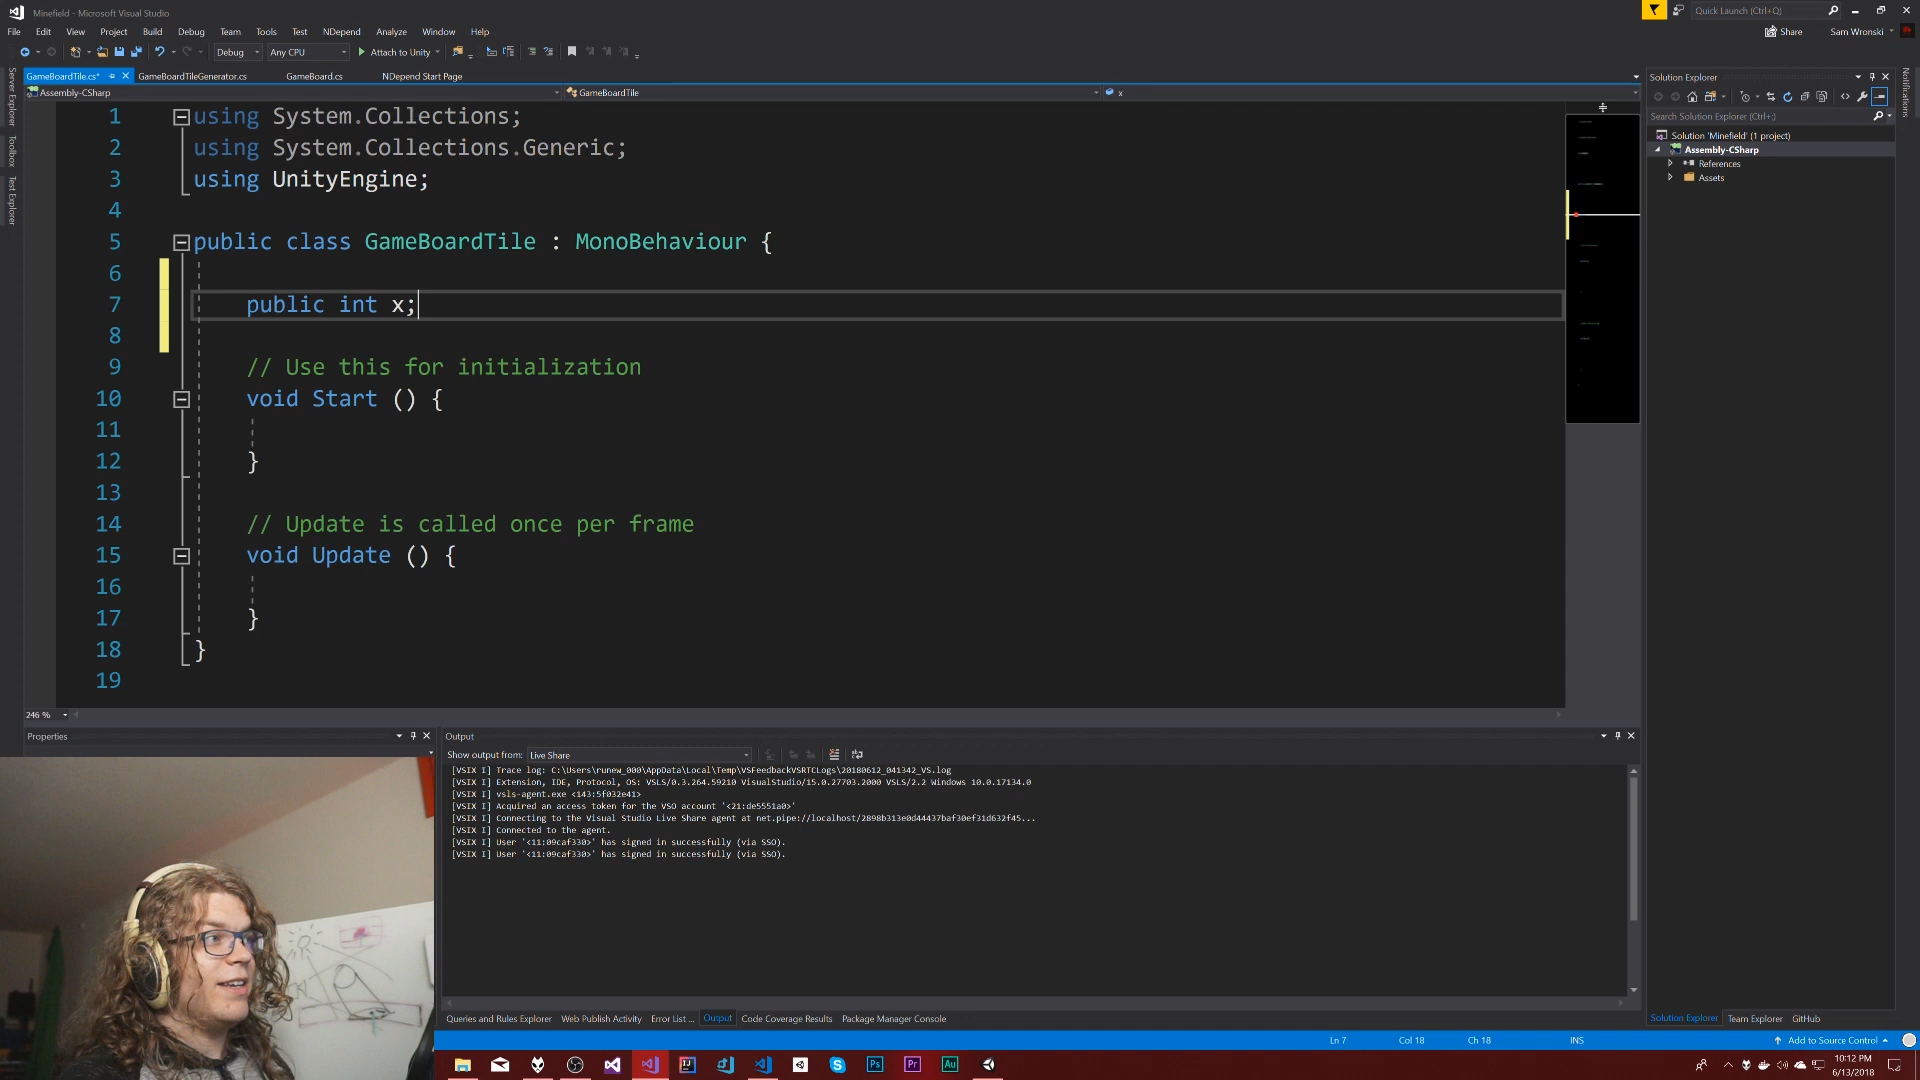 Minefield - Microsoft Visual Studio
Quick Launch (Ctrl+Q)
File Edit View Project Build Debug Team Tools Test NDepend Analyze Window Help
Share
Sam Wronski
Debug
Any CPU
Attach to Unity
GameBoardTile.cs*
GameBoardTileGenerator.cs
GameBoard.cs
NDepend Start Page
Assembly-CSharp
GameBoardTile
x
Server Explorer
Toolbox
Test Explorer
1 using System.Collections;
2 using System.Collections.Generic;
3 using UnityEngine;
4
5 public class GameBoardTile : MonoBehaviour {
6
7 public int x;
8
9 // Use this for initialization
10 void Start () {
11
12 }
13
14 // Update is called once per frame
15 void Update () {
16
17 }
18 }
19
246 %
Solution Explorer
Search Solution Explorer (Ctrl+;)
Solution 'Minefield' (1 project)
Assembly-CSharp
References
Assets
Notifications
Properties
Output
Show output from: Live Share
[VSIX I] Trace log: C:\Users\runew_000\AppData\Local\Temp\VSFeedbackVSRTCLogs\20180612_041342_VS.log
[VSIX I] Extension, IDE, Protocol, OS: VSLS/0.3.264.59210 VisualStudio/15.0.27703.2000 VSLS/2.2 Windows 10.0.17134.0
[VSIX I] vsls-agent.exe <143:5f032e41>
[VSIX I] Acquired an access token for the VSO account '<21:de5551a0>'
[VSIX I] Connecting to the Visual Studio Live Share agent at net.pipe://localhost/2898b313e0d44437baf30ef31d632f45...
[VSIX I] Connected to the agent.
[VSIX I] User '<11:09caf330>' has signed in successfully (via SSO).
[VSIX I] User '<11:09caf330>' has signed in successfully (via SSO).
Queries and Rules Explorer Web Publish Activity Error List ... Output Code Coverage Results Package Manager Console
Solution Explorer Team Explorer GitHub
Ln 7 Col 18 Ch 18 INS
Add to Source Control
Ps
Pr
Au
10:12 PM
6/13/2018